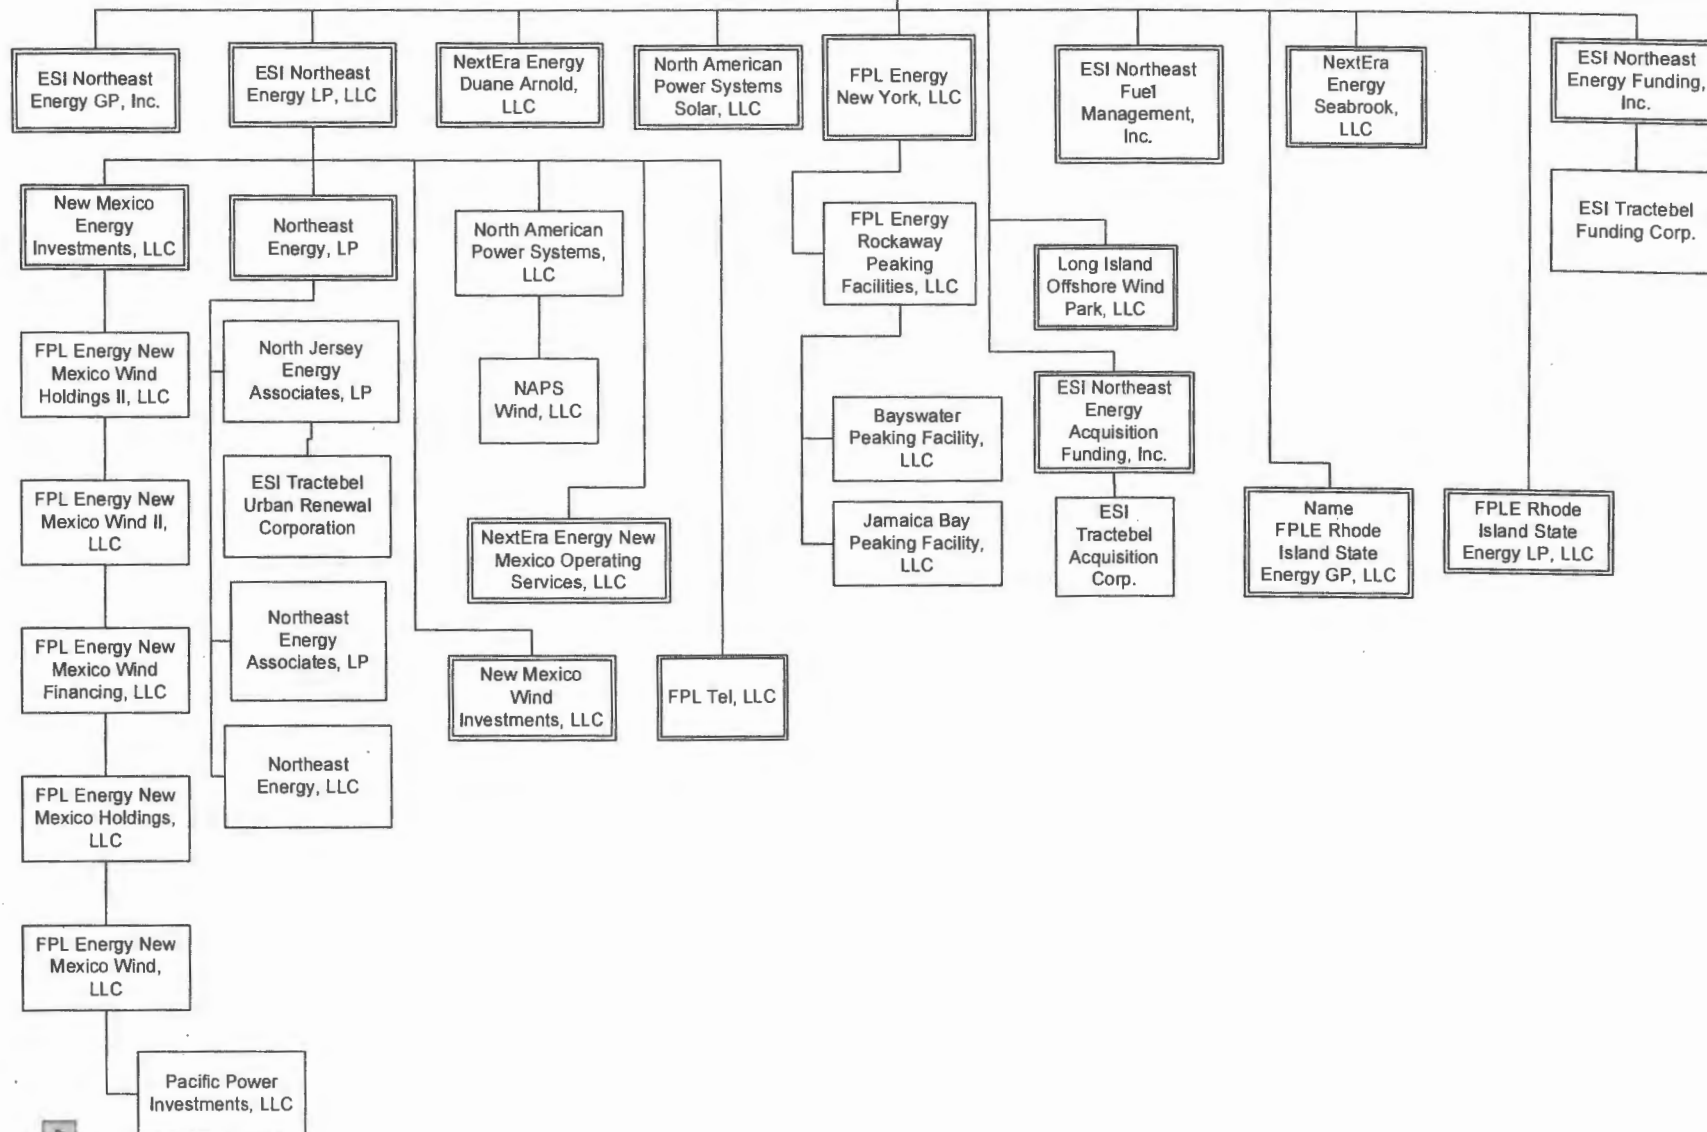 ESI Northeast
Energy GP, Inc.
ESI Northeast
Energy LP, LLC
NextEra Energy
Duane Arnold,
LLC
North American
Power Systems
Solar, LLC
FPL Energy
New York, LLC
ESI Northeast
Fuel
Management,
Inc.
NextEra
Energy
Seabrook,
LLC
ESI Northeast
Energy Funding,
Inc.
New Mexico
Energy
Investments, LLC
Northeast
Energy, LP
North American
Power Systems,
LLC
FPL Energy
Rockaway
Peaking
Facilities, LLC
Long Island
Offshore Wind
Park, LLC
ESI Tractebel
Funding Corp.
FPL Energy New
Mexico Wind
Holdings II, LLC
North Jersey
Energy
Associates, LP
NAPS
Wind, LLC
Bayswater
Peaking Facility,
LLC
ESI Northeast
Energy
Acquisition
Funding, Inc.
FPL Energy New
Mexico Wind II,
LLC
ESI Tractebel
Urban Renewal
Corporation
NextEra Energy New
Mexico Operating
Services, LLC
Jamaica Bay
Peaking Facility,
LLC
ESI
Tractebel
Acquisition
Corp.
Name
FPLE Rhode
Island State
Energy GP, LLC
FPLE Rhode
Island State
Energy LP, LLC
FPL Energy New
Mexico Wind
Financing, LLC
Northeast
Energy
Associates, LP
New Mexico
Wind
Investments, LLC
FPL Tel, LLC
FPL Energy New
Mexico Holdings,
LLC
Northeast
Energy, LLC
FPL Energy New
Mexico Wind,
LLC
Pacific Power
Investments, LLC